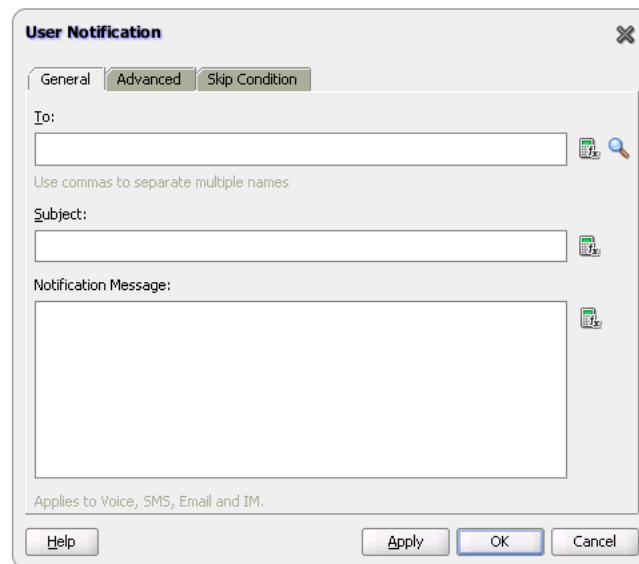 User Notification
General Advanced Skip Condition
To:
Use commas to separate multiple names
Subject:
Notification Message:
Applies to Voice, SMS, Email and IM.
Help Apply OK Cancel